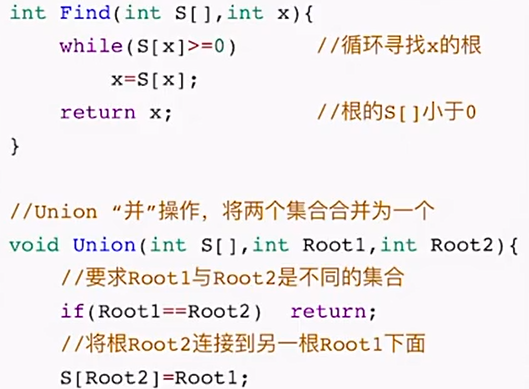 int Find(int S[],int x){
    while(S[x]>=0)      //循环寻找x的根
        x=S[x];
    return x;           //根的S[]小于0
}
//Union “并”操作，将两个集合合并为一个
void Union(int S[],int Root1,int Root2){
    //要求Root1与Root2是不同的集合
    if(Root1==Root2)  return;
    //将根Root2连接到另一根Root1下面
    S[Root2]=Root1;